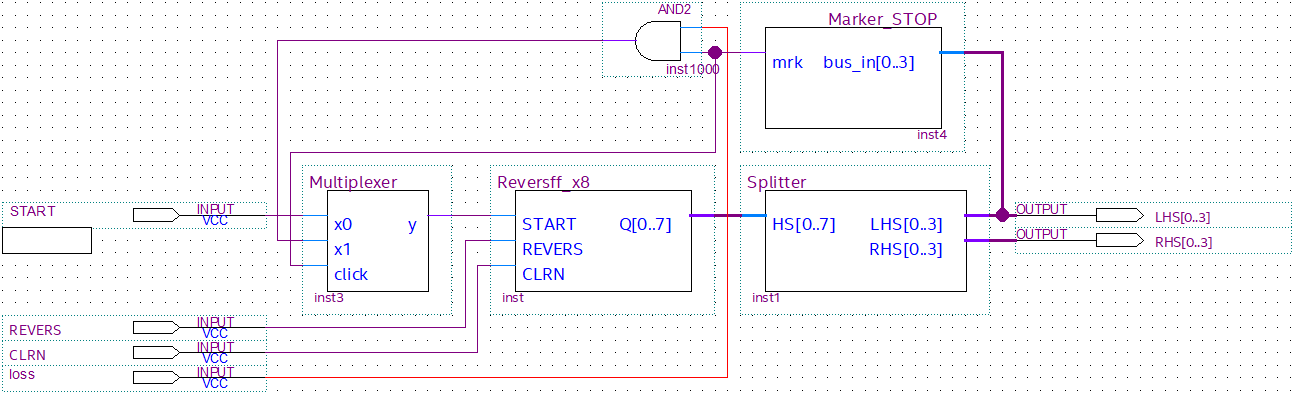 AND2
inst1000
Marker_STOP
mrk bus_in[0..3]
inst4
Multiplexer
x0 y
x1
click
inst3
Reversff_x8
START Q[0..7]
REVERS
CLRN
inst
Splitter
HS[0..7] LHS[0..3]
RHS[0..3]
inst1
START INPUT
VCC
OUTPUT LHS[0..3]
OUTPUT RHS[0..3]
REVERS INPUT
VCC
CLRN INPUT
VCC
loss INPUT
VCC